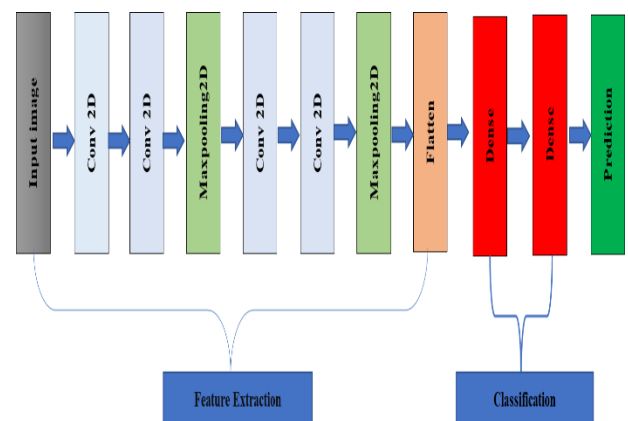 Input image
Conv 2D
Conv 2D
Maxpooling2D
Conv 2D
Conv 2D
Maxpooling2D
Flatten
Dense
Dense
Prediction
Feature Extraction
Classification